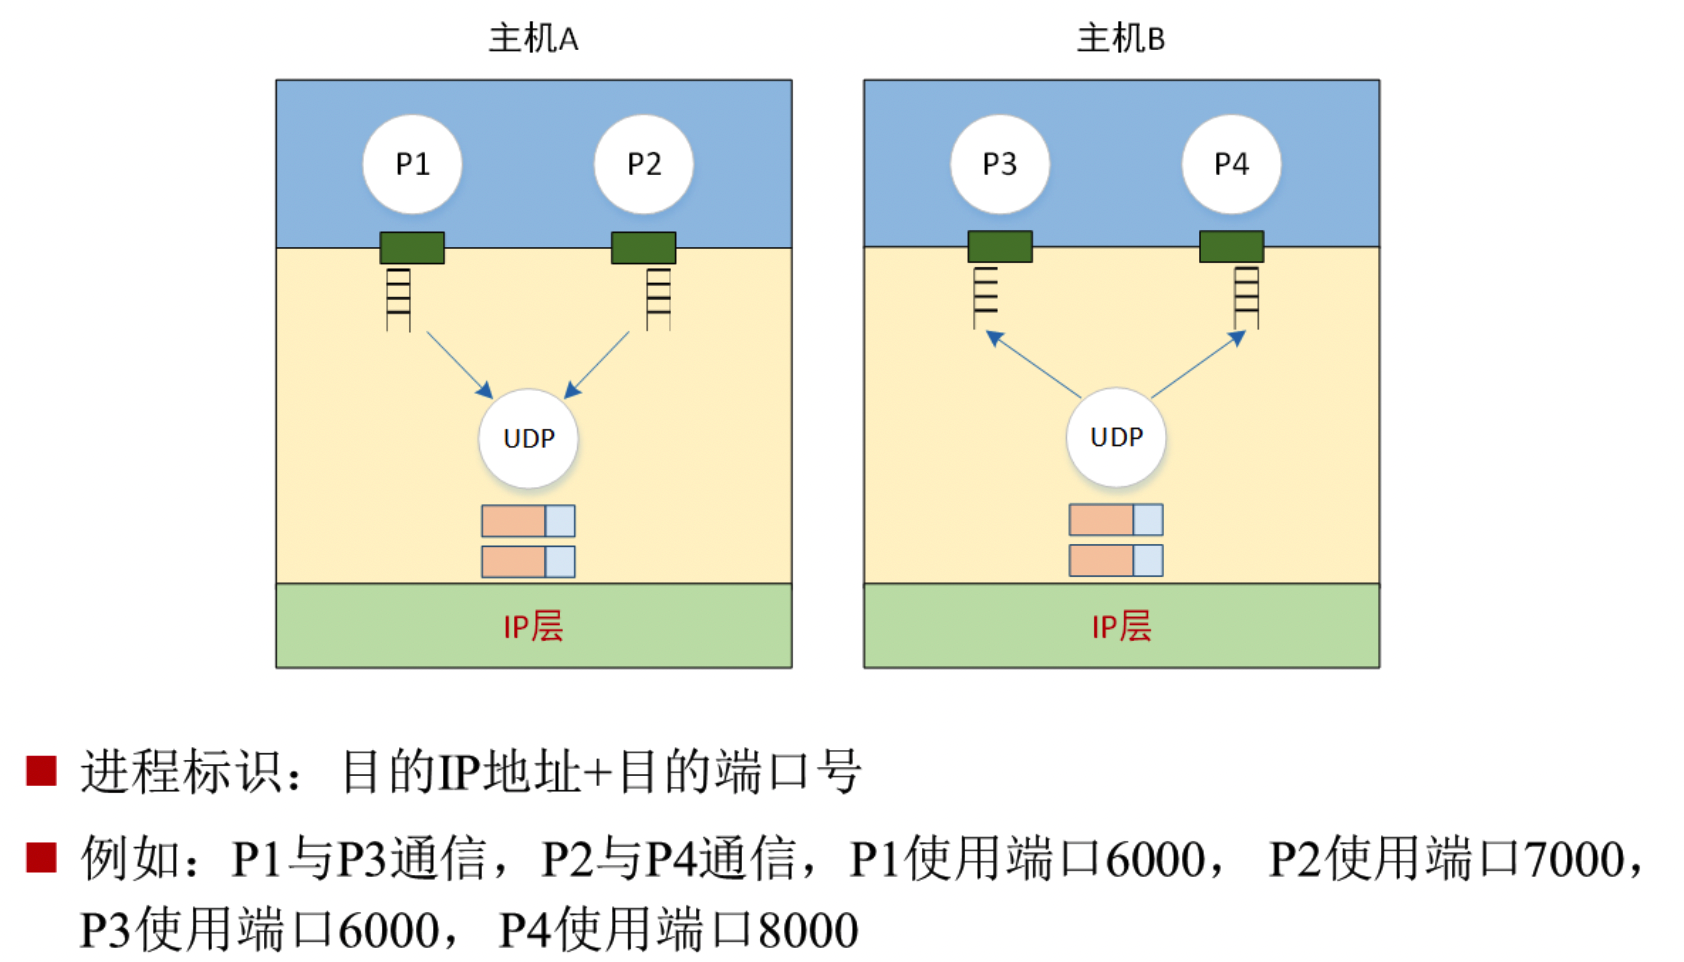 主机A 主机B
P1 P2 P3 P4
UDP UDP
IP层 IP层
进程标识：目的IP地址+目的端口号
例如：P1与P3通信，P2与P4通信，P1使用端口6000， P2使用端口7000，
P3使用端口6000， P4使用端口8000